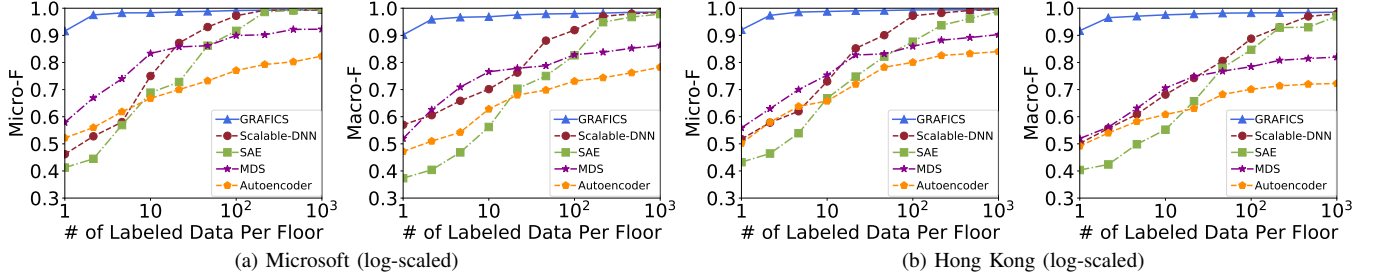 Micro-F
1.0
0.9
0.8
0.7
0.6
0.5
0.4
0.3
GRAFICS
Scalable-DNN
SAE
MDS
Autoencoder
1 10 10² 10³
# of Labeled Data Per Floor
Macro-F
1.0
0.9
0.8
0.7
0.6
0.5
0.4
0.3
GRAFICS
Scalable-DNN
SAE
MDS
Autoencoder
1 10 10² 10³
# of Labeled Data Per Floor
(a) Microsoft (log-scaled)
Micro-F
1.0
0.9
0.8
0.7
0.6
0.5
0.4
0.3
GRAFICS
Scalable-DNN
SAE
MDS
Autoencoder
1 10 10² 10³
# of Labeled Data Per Floor
Macro-F
1.0
0.9
0.8
0.7
0.6
0.5
0.4
0.3
GRAFICS
Scalable-DNN
SAE
MDS
Autoencoder
1 10 10² 10³
# of Labeled Data Per Floor
(b) Hong Kong (log-scaled)